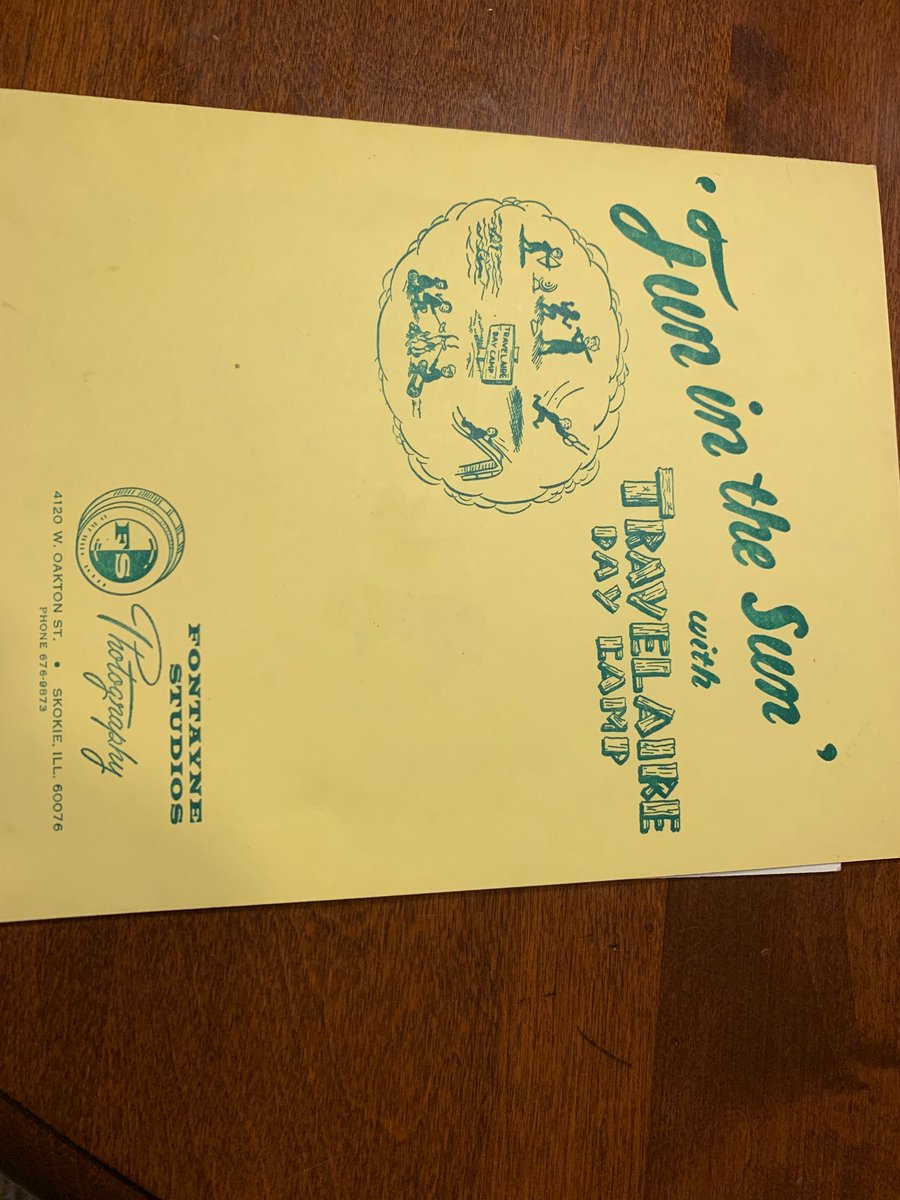 'Fun in the Sun'
with
TRAVELAIRE
DAY CAMP
TRAVELAIRE
DAY CAMP
FONTAYNE
STUDIOS
FS
Photography
4120 W. OAKTON ST. • SKOKIE, ILL. 60076
PHONE 676-9873